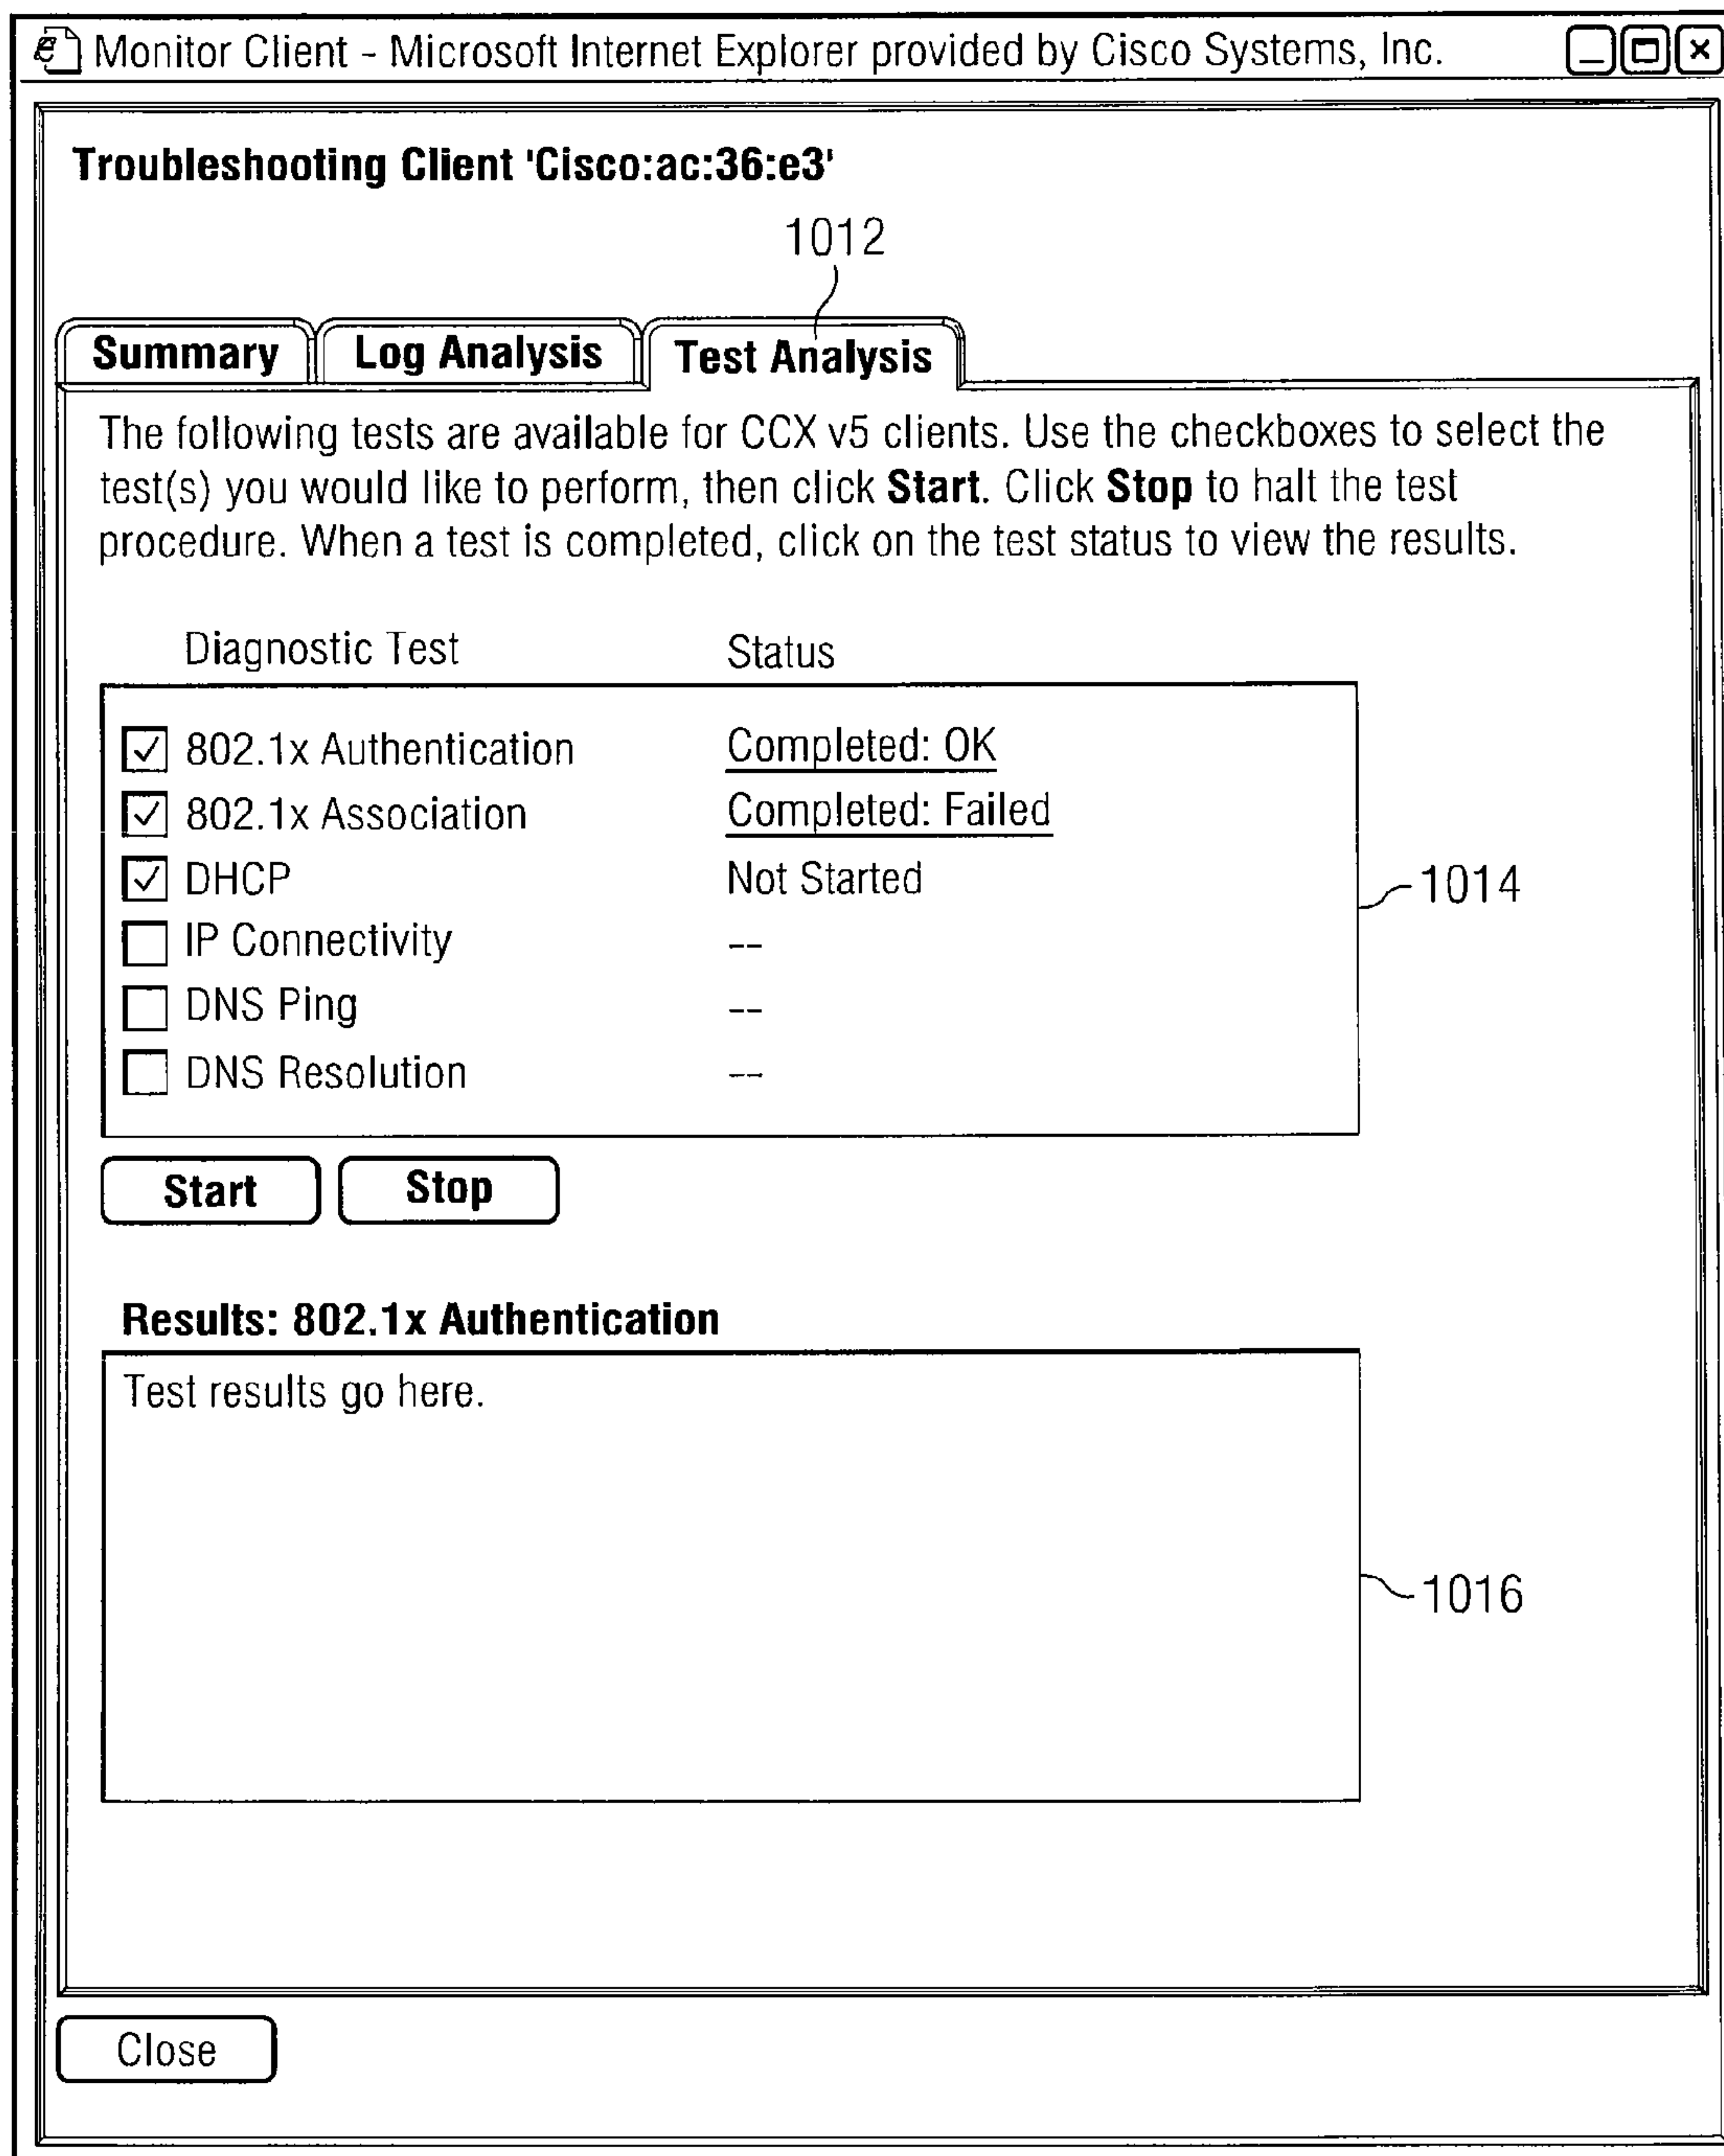 Monitor Client - Microsoft Internet Explorer provided by Cisco Systems, Inc.
Troubleshooting Client 'Cisco:ac:36:e3'
1012
Summary Log Analysis Test Analysis
The following tests are available for CCX v5 clients. Use the checkboxes to select the
test(s) you would like to perform, then click Start. Click Stop to halt the test
procedure. When a test is completed, click on the test status to view the results.
Diagnostic Test Status
802.1x Authentication Completed: OK
802.1x Association Completed: Failed
DHCP Not Started
1014
IP Connectivity --
DNS Ping --
DNS Resolution --
Start Stop
Results: 802.1x Authentication
Test results go here.
1016
Close